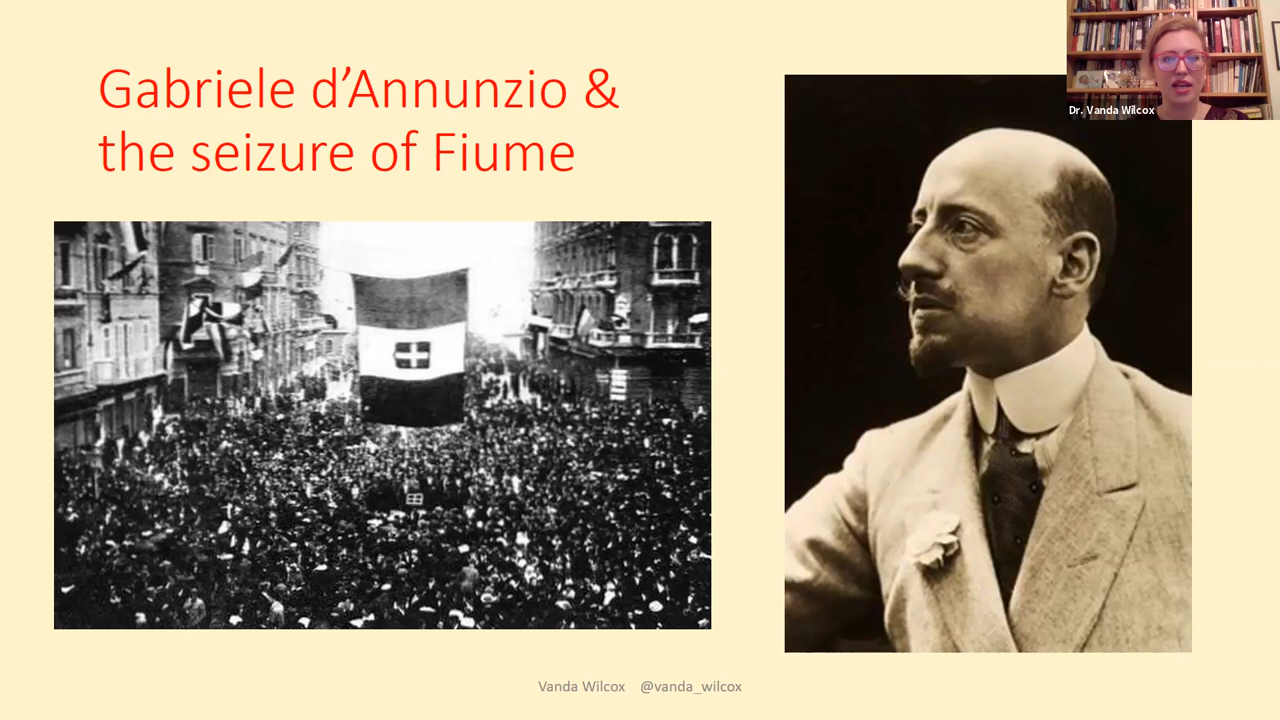 Gabriele d’Annunzio &
the seizure of Fiume
Dr. Vanda Wilcox
Vanda Wilcox @vanda_wilcox